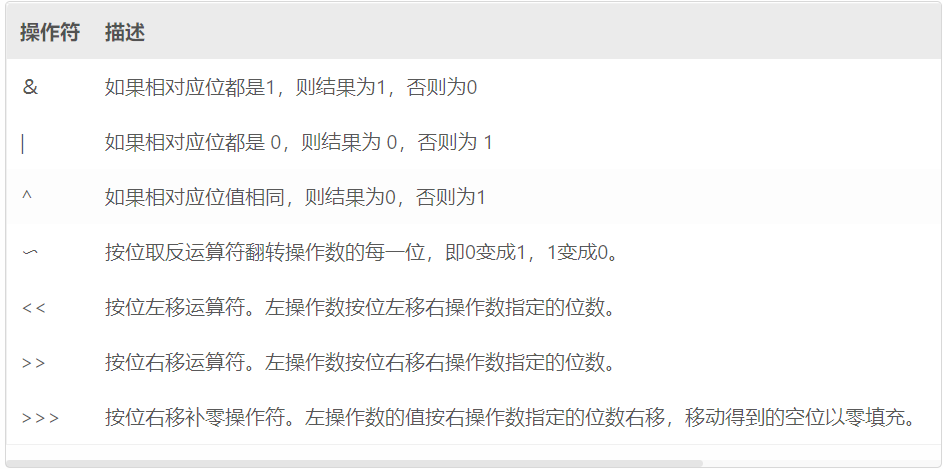 操作符 描述
& 如果相对应位都是1，则结果为1，否则为0
| 如果相对应位都是 0，则结果为 0，否则为 1
^ 如果相对应位值相同，则结果为0，否则为1
〜 按位取反运算符翻转操作数的每一位，即0变成1，1变成0。
<< 按位左移运算符。左操作数按位左移右操作数指定的位数。
>> 按位右移运算符。左操作数按位右移右操作数指定的位数。
>>> 按位右移补零操作符。左操作数的值按右操作数指定的位数右移，移动得到的空位以零填充。